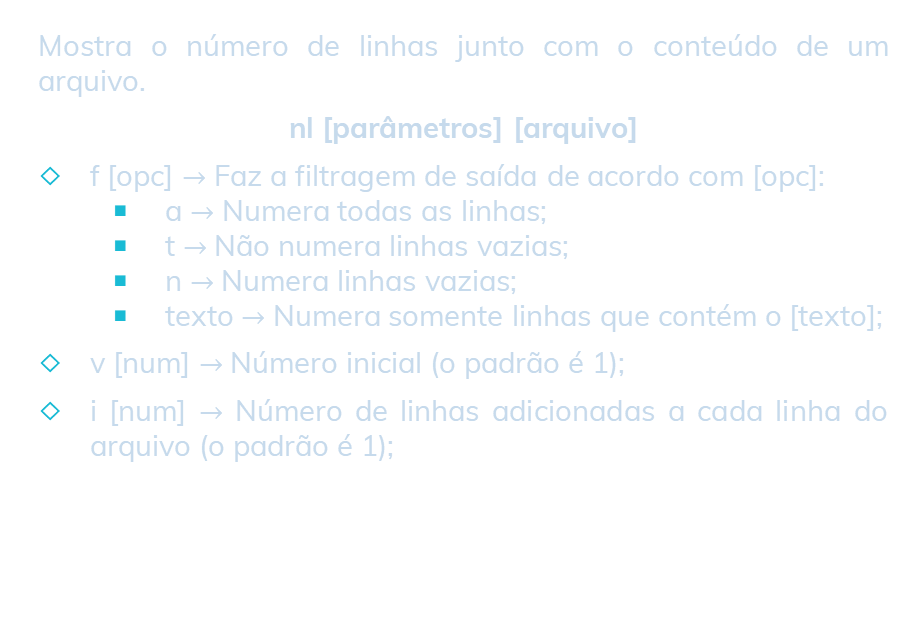 Mostra o número de linhas junto com o conteúdo de um
arquivo.
nl [parâmetros] [arquivo]
f [opc] → Faz a filtragem de saída de acordo com [opc]:
a → Numera todas as linhas;
t → Não numera linhas vazias;
n → Numera linhas vazias;
texto → Numera somente linhas que contém o [texto];
v [num] → Número inicial (o padrão é 1);
i [num] → Número de linhas adicionadas a cada linha do
arquivo (o padrão é 1);